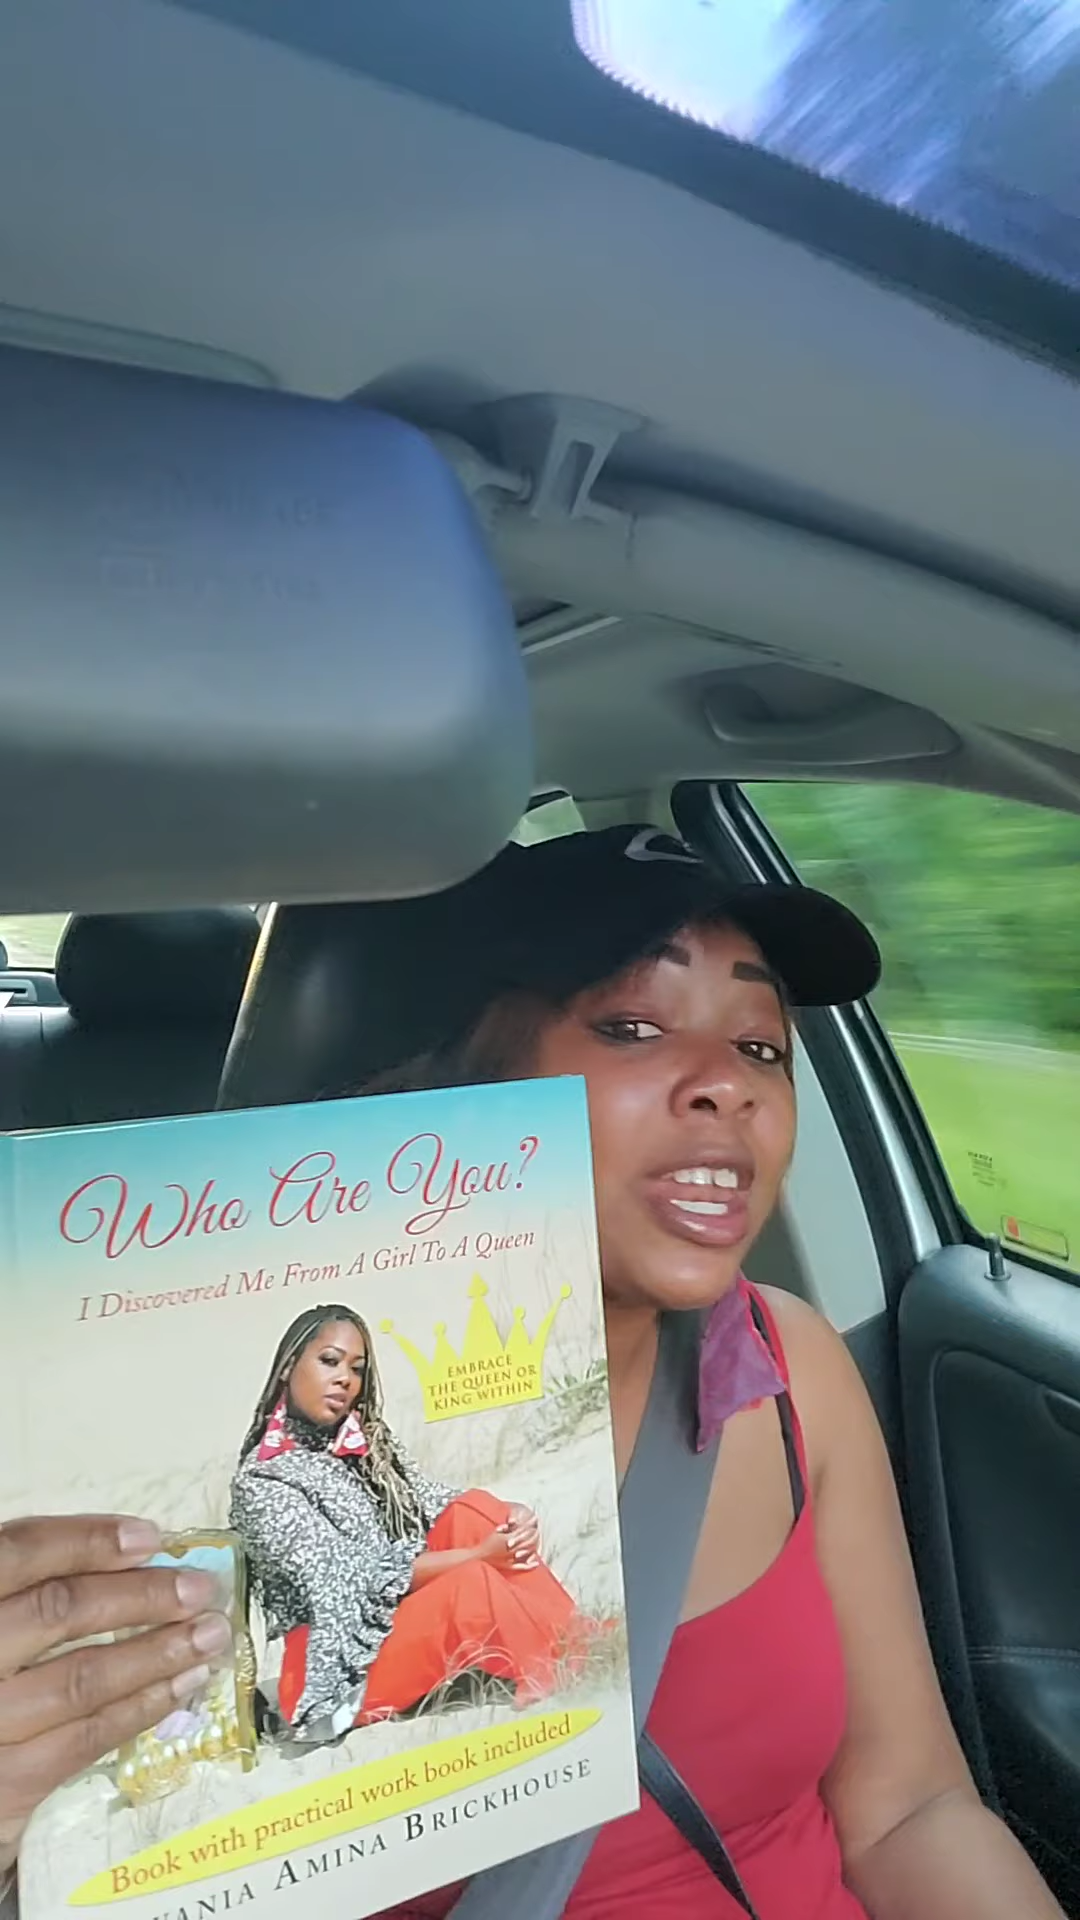 Who Are You?
I Discovered Me From A Girl To A Queen
EMBRACE
THE QUEEN OR
KING WITHIN
Book with practical work book included
VANIA AMINA BRICKHOUSE